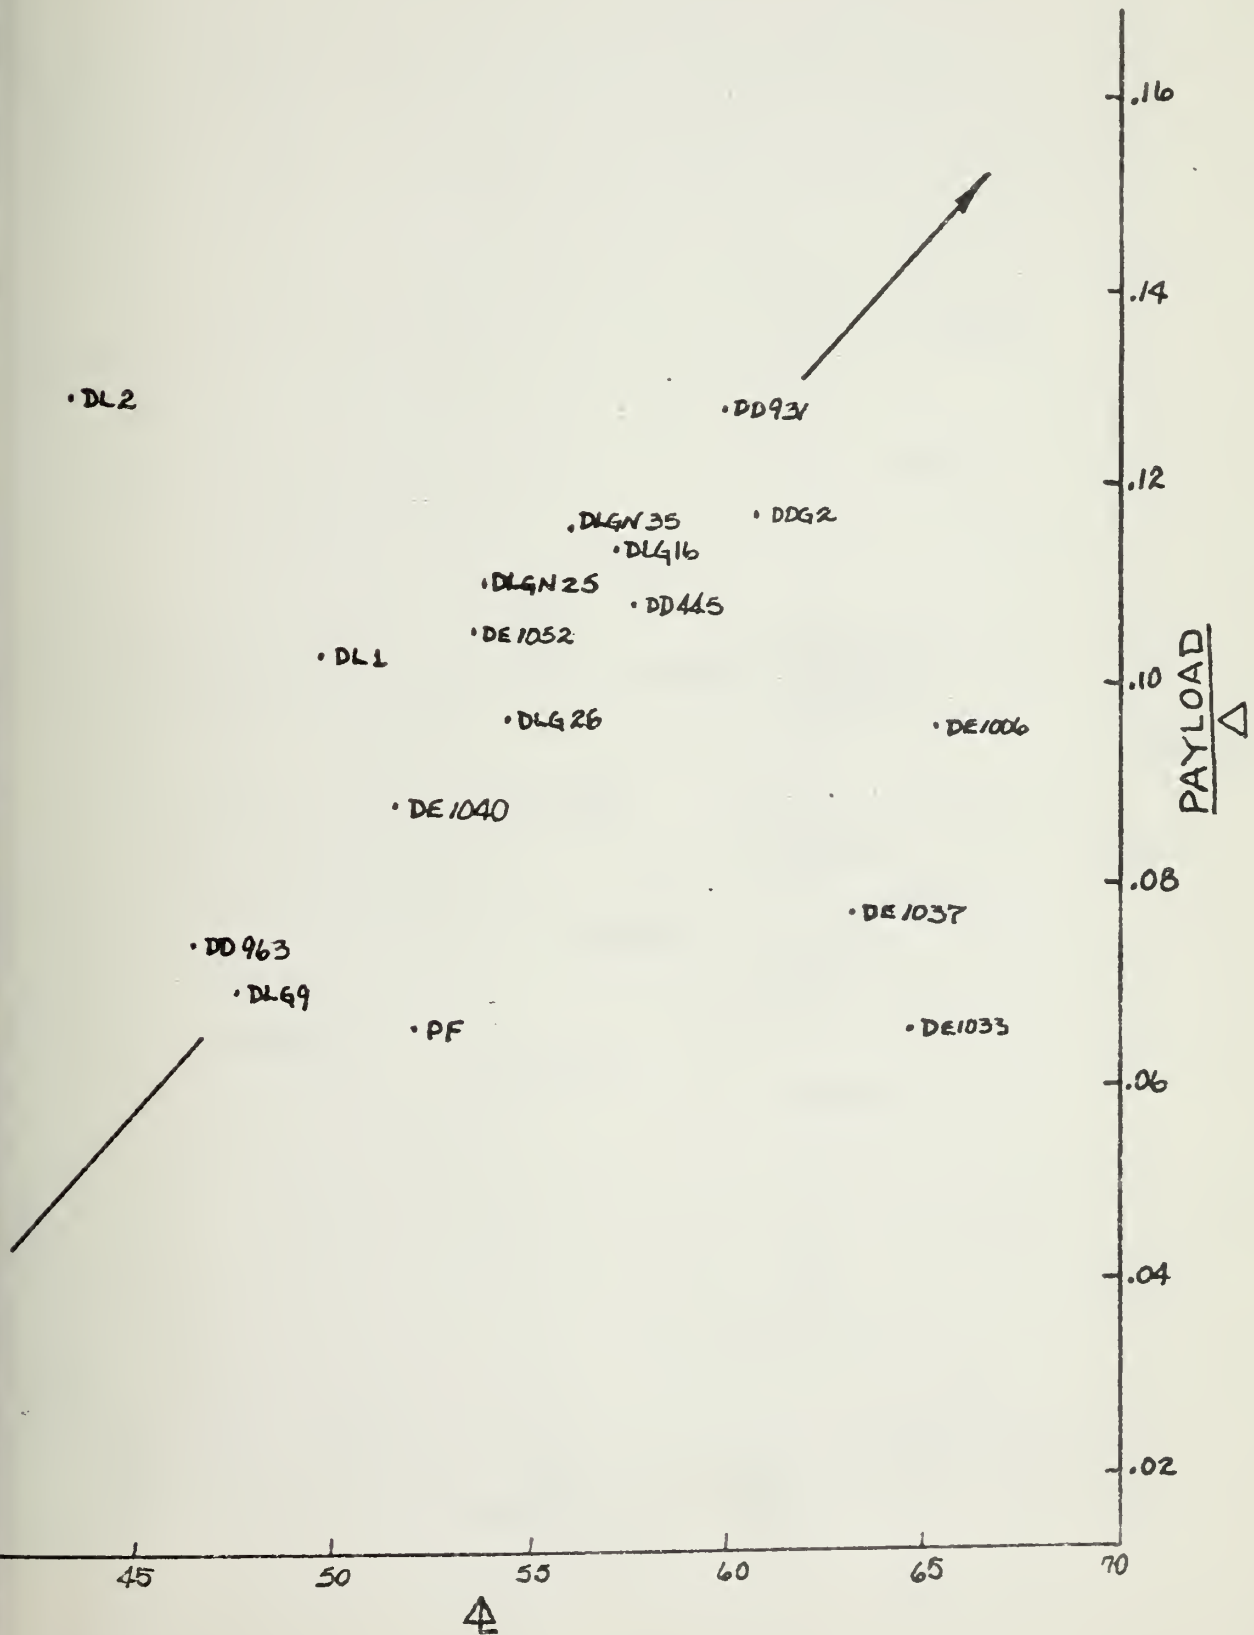 .16
.14
DL2
DD931
.12
DLGN35
DDG2
DLG16
DLGN25
DD445
DE1052
DL1
.10
PAYLOAD
Δ
DLG26
DE1006
DE1040
.08
DE1037
DD963
DLG9
PF
DE1033
.06
.04
.02
45
50
55
60
65
70